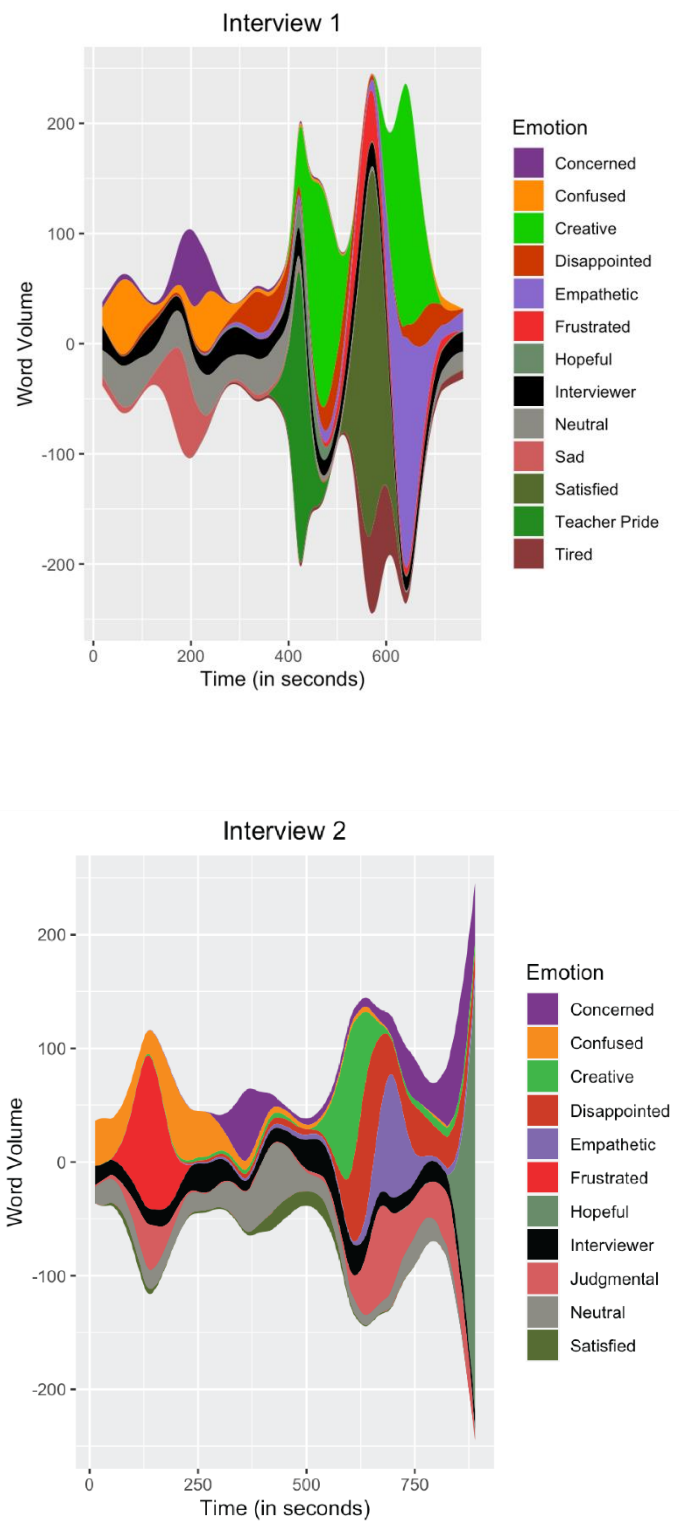 Interview 1
200
100
0
-100
-200
Word Volume
0 200 400 600
Time (in seconds)
Emotion
Concerned
Confused
Creative
Disappointed
Empathetic
Frustrated
Hopeful
Interviewer
Neutral
Sad
Satisfied
Teacher Pride
Tired
Interview 2
200
100
0
-100
-200
Word Volume
0 250 500 750
Time (in seconds)
Emotion
Concerned
Confused
Creative
Disappointed
Empathetic
Frustrated
Hopeful
Interviewer
Judgmental
Neutral
Satisfied